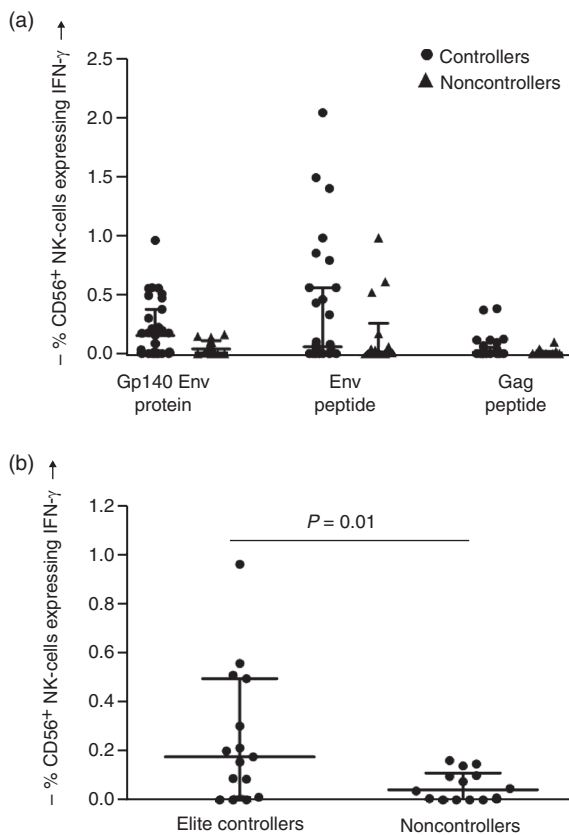 (a)
– % CD56⁺ NK-cells expressing IFN-γ →
2.5
2.0
1.5
1.0
0.5
0.0
Controllers
Noncontrollers
Gp140 Env
protein
Env
peptide
Gag
peptide
(b)
– % CD56⁺ NK-cells expressing IFN-γ →
1.2
1.0
0.8
0.6
0.4
0.2
0.0
P = 0.01
Elite controllers
Noncontrollers